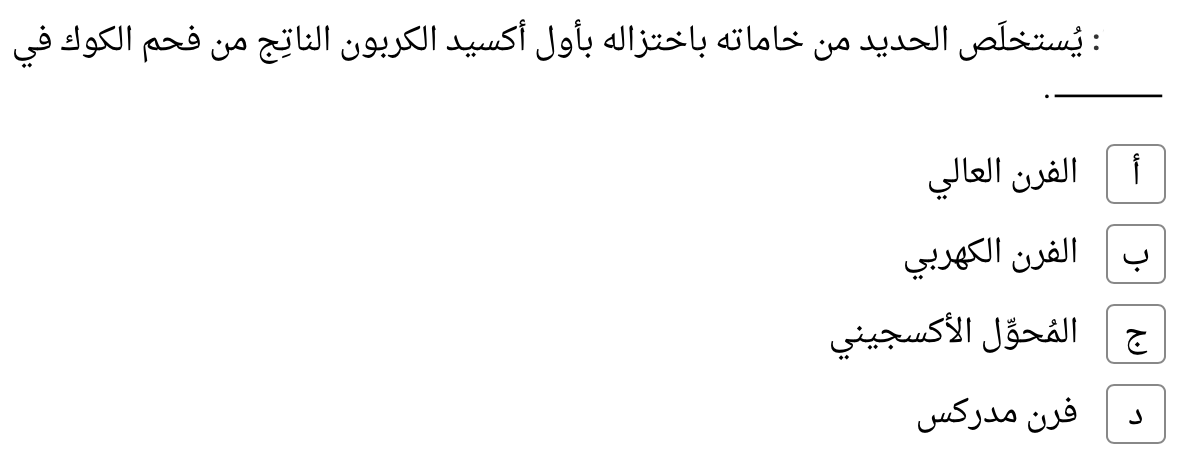 : يُستخلَص الحديد من خاماته باختزاله بأول أكسيد الكربون الناتِج من فحم الكوك في
ـــــــــــــ.
أ الفرن العالي
ب الفرن الكهربي
ج المُحوِّل الأكسجيني
د فرن مدركس